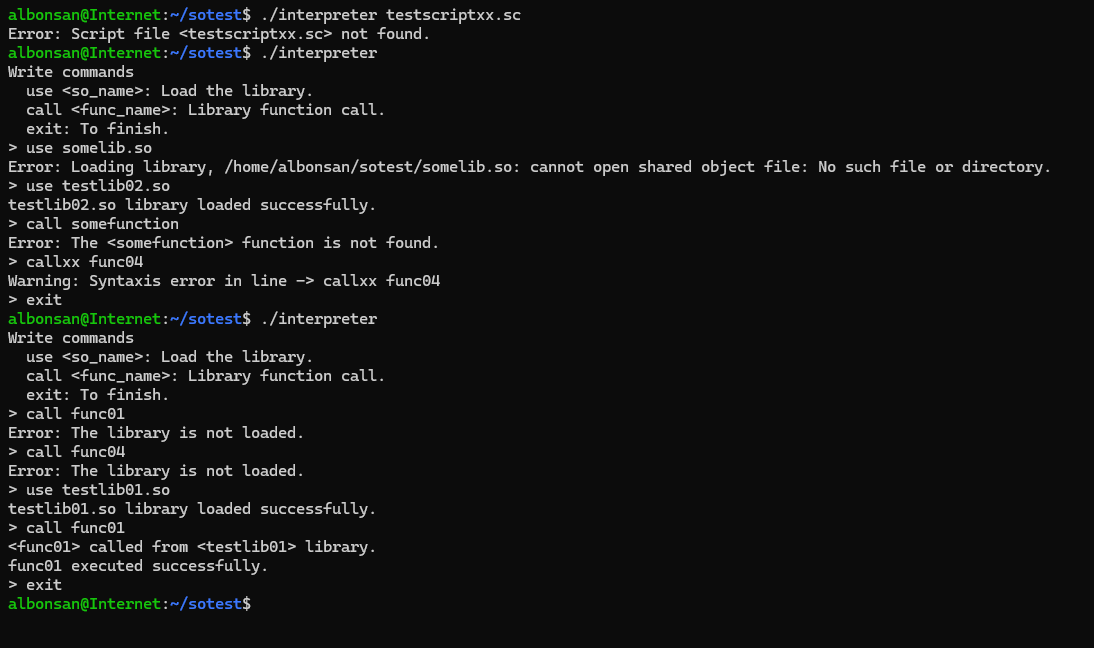 albonsan@Internet:~/sotest$ ./interpreter testscriptxx.sc
Error: Script file <testscriptxx.sc> not found.
albonsan@Internet:~/sotest$ ./interpreter
Write commands
  use <so_name>: Load the library.
  call <func_name>: Library function call.
  exit: To finish.
> use somelib.so
Error: Loading library, /home/albonsan/sotest/somelib.so: cannot open shared object file: No such file or directory.
> use testlib02.so
testlib02.so library loaded successfully.
> call somefunction
Error: The <somefunction> function is not found.
> callxx func04
Warning: Syntaxis error in line -> callxx func04
> exit
albonsan@Internet:~/sotest$ ./interpreter
Write commands
  use <so_name>: Load the library.
  call <func_name>: Library function call.
  exit: To finish.
> call func01
Error: The library is not loaded.
> call func04
Error: The library is not loaded.
> use testlib01.so
testlib01.so library loaded successfully.
> call func01
<func01> called from <testlib01> library.
func01 executed successfully.
> exit
albonsan@Internet:~/sotest$